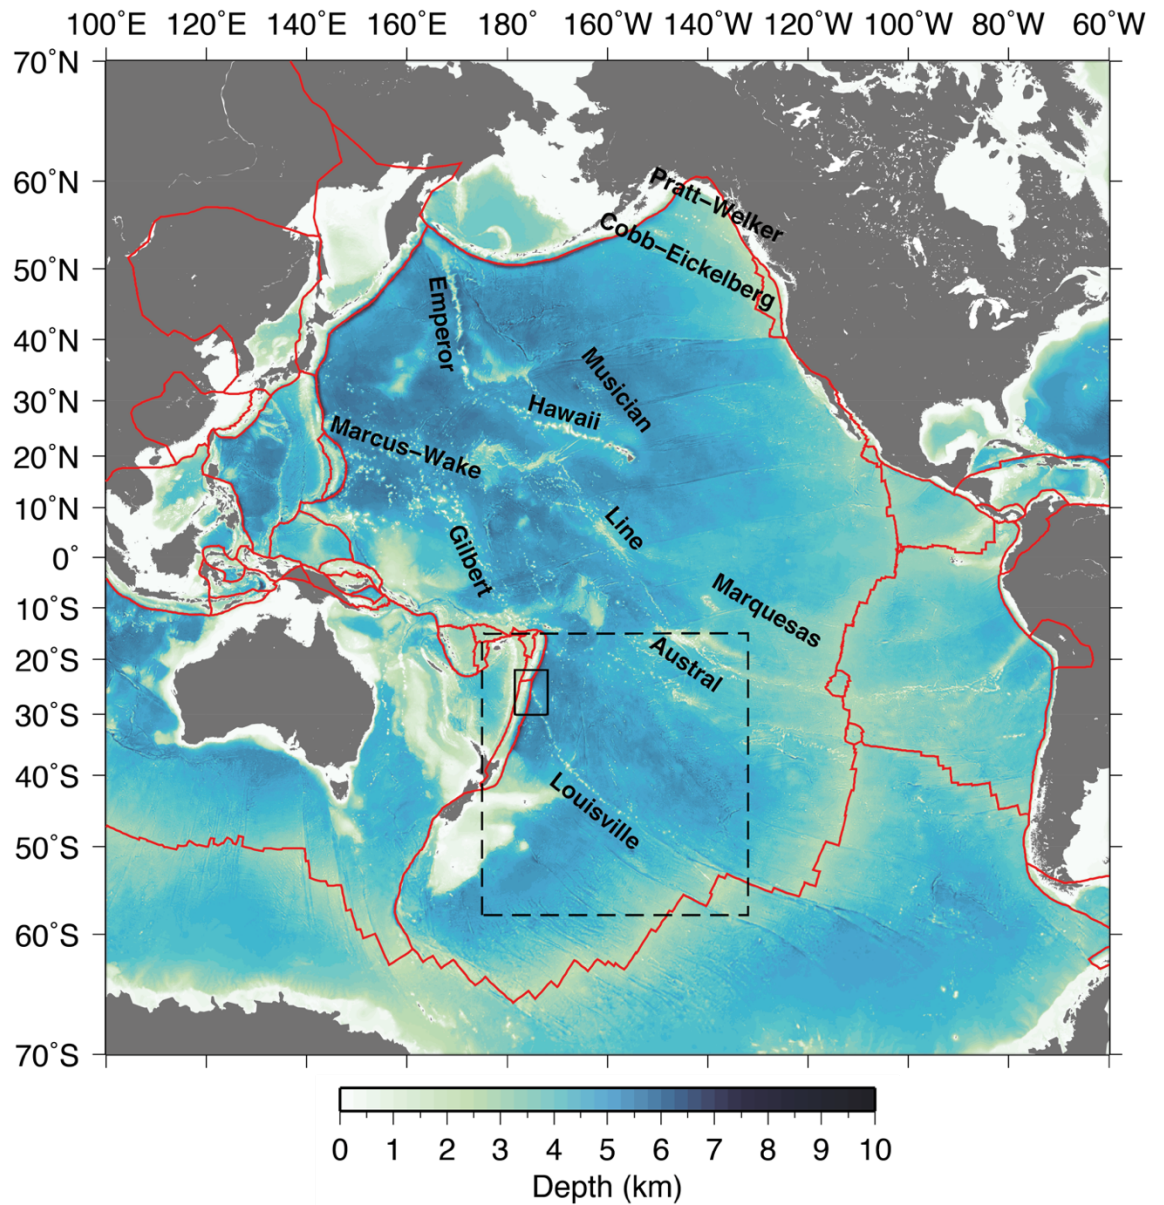 100°E 120°E 140°E 160°E 180° 160°W 140°W 120°W 100°W 80°W 60°W
70°N
60°N
50°N
40°N
30°N
20°N
10°N
0°
10°S
20°S
30°S
40°S
50°S
60°S
70°S
Pratt–Welker
Cobb–Eickelberg
Emperor
Musician
Hawaii
Marcus–Wake
Line
Gilbert
Marquesas
Austral
Louisville
0 1 2 3 4 5 6 7 8 9 10
Depth (km)